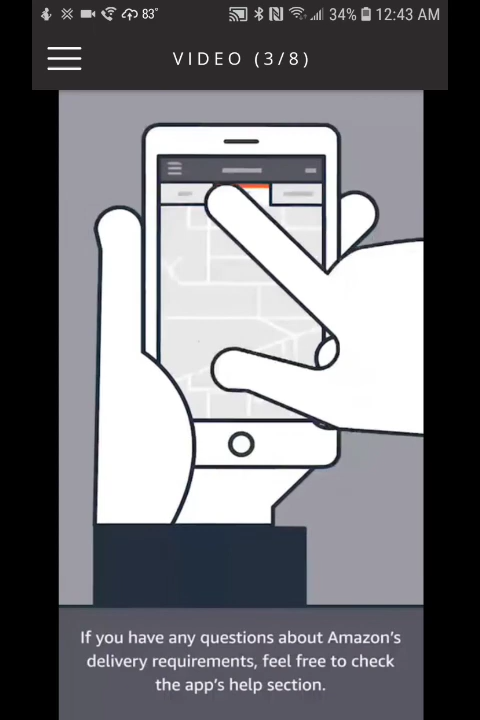 83°
34%
12:43 AM
VIDEO (3/8)
If you have any questions about Amazon's
delivery requirements, feel free to check
the app's help section.